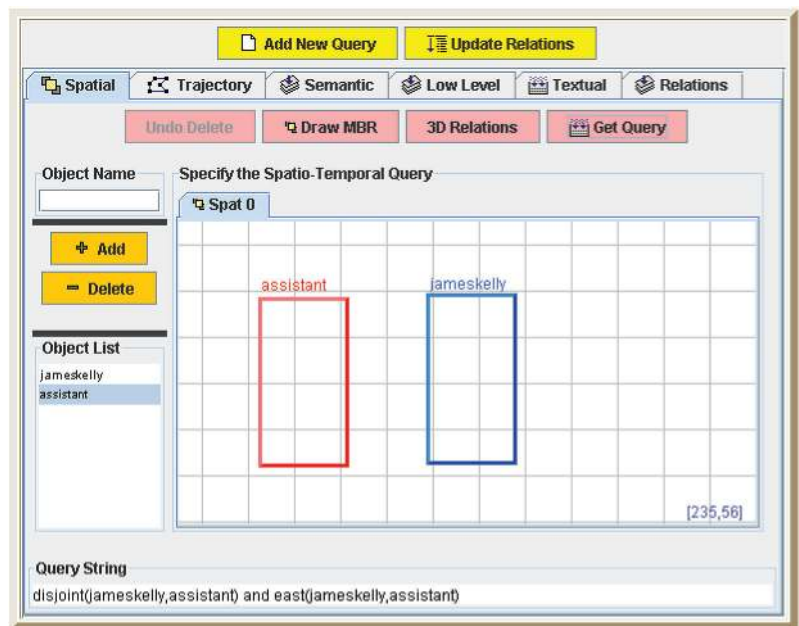 Add New Query Update Relations
Spatial Trajectory Semantic Low Level Textual Relations
Undo Delete Draw MBR 3D Relations Get Query
Object Name
Specify the Spatio-Temporal Query
Spat 0
Add
Delete
assistant jameskelly
Object List
jameskelly
assistant
[235,56]
Query String
disjoint(jameskelly,assistant) and east(jameskelly,assistant)